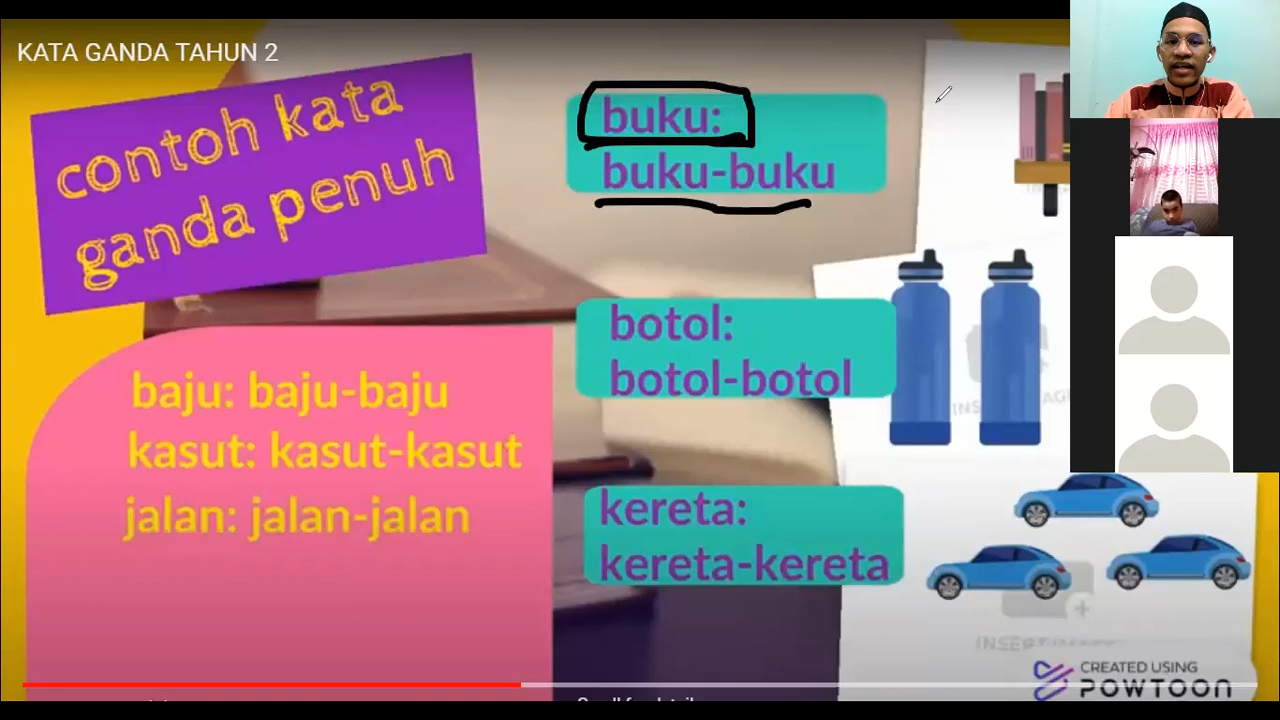 KATA GANDA TAHUN 2
contoh kata
ganda penuh
baju: baju-baju
kasut: kasut-kasut
jalan: jalan-jalan
buku:
buku-buku
botol:
botol-botol
kereta:
kereta-kereta
CREATED USING
POWTOON